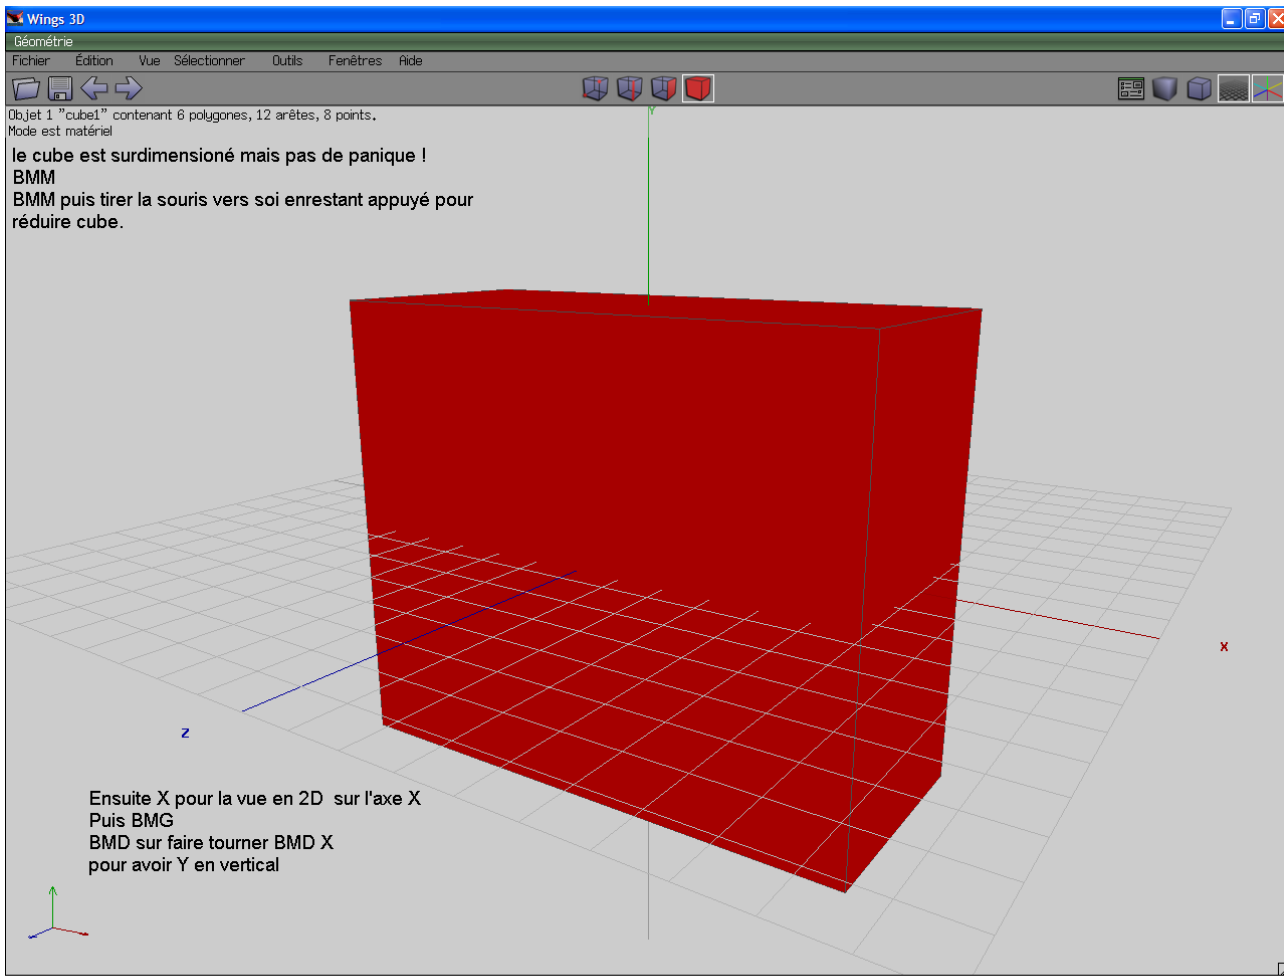 Wings 3D
Géométrie
Fichier Édition Vue Sélectionner Outils Fenêtres Aide
Objet 1 "cube1" contenant 6 polygones, 12 arêtes, 8 points.
Mode est matériel
le cube est surdimensioné mais pas de panique !
BMM
BMM puis tirer la souris vers soi enrestant appuyé pour
réduire cube.
Y
X
Z
Ensuite X pour la vue en 2D sur l'axe X
Puis BMG
BMD sur faire tourner BMD X
pour avoir Y en vertical